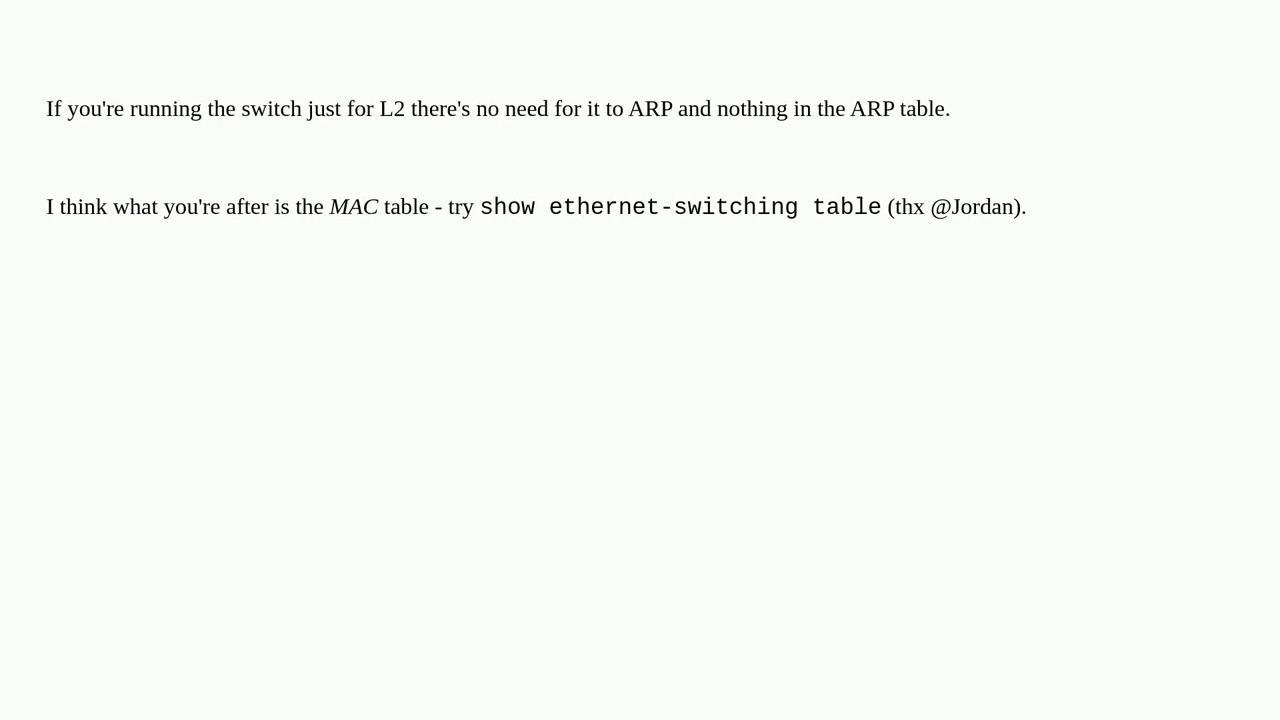 If you're running the switch just for L2 there's no need for it to ARP and nothing in the ARP table.
I think what you're after is the MAC table - try show ethernet-switching table (thx @Jordan).